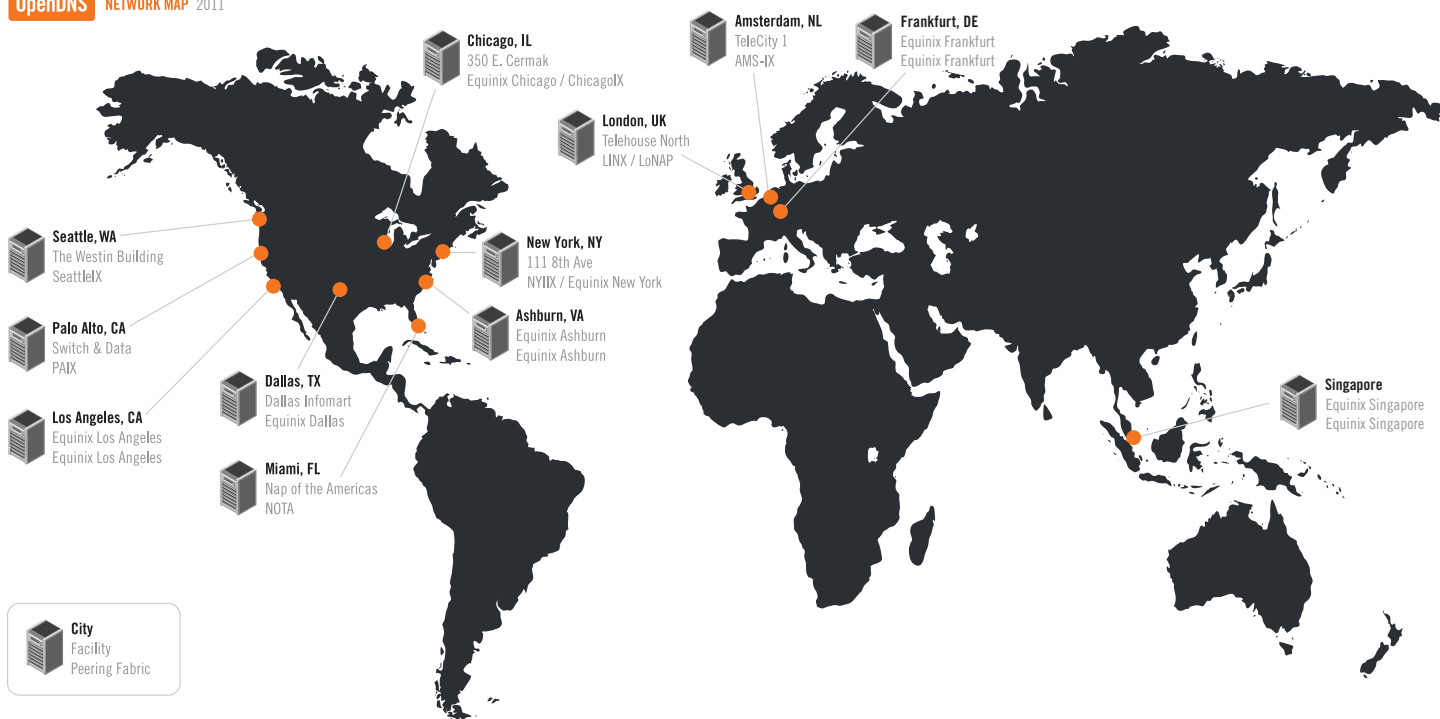 OpenDNS NETWORK MAP 2011
Chicago, IL
350 E. Cermak
Equinix Chicago / ChicagoIX
Amsterdam, NL
TeleCity 1
AMS-IX
Frankfurt, DE
Equinix Frankfurt
Equinix Frankfurt
London, UK
Telehouse North
LINX / LoNAP
Seattle, WA
The Westin Building
SeattleIX
New York, NY
111 8th Ave
NYIIX / Equinix New York
Palo Alto, CA
Switch & Data
PAIX
Ashburn, VA
Equinix Ashburn
Equinix Ashburn
Dallas, TX
Dallas Infomart
Equinix Dallas
Singapore
Equinix Singapore
Equinix Singapore
Los Angeles, CA
Equinix Los Angeles
Equinix Los Angeles
Miami, FL
Nap of the Americas
NOTA
City
Facility
Peering Fabric